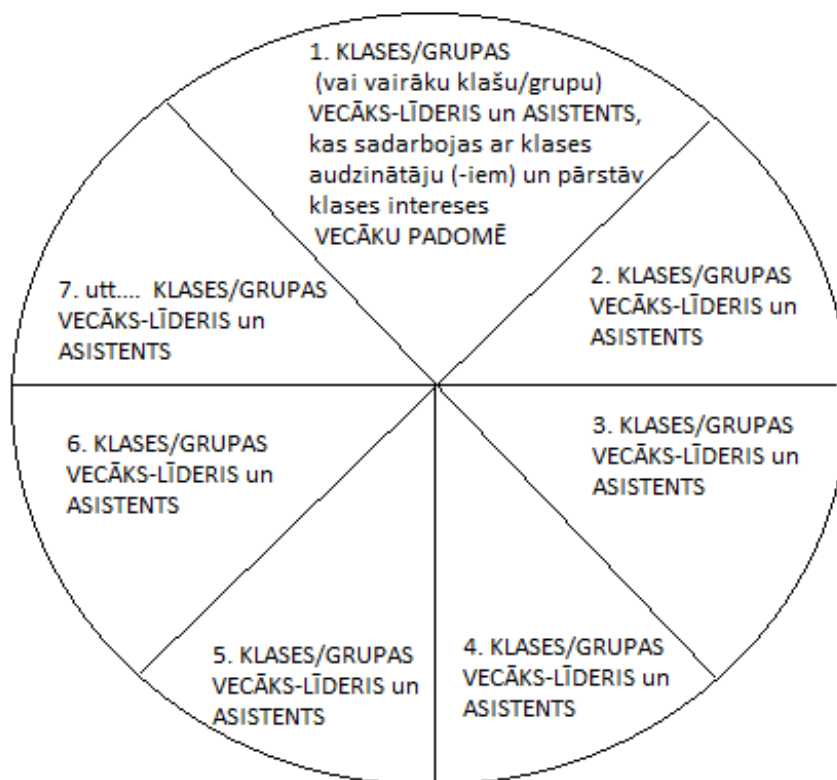 1. KLASES/GRUPAS
(vai vairāku klašu/grupu)
VECĀKS-LĪDERIS un ASISTENTS,
kas sadarbojas ar klases
audzinātāju (-iem) un pārstāv
klases intereses
VECĀKU PADOMĒ
2. KLASES/GRUPAS
VECĀKS-LĪDERIS un
ASISTENTS
3. KLASES/GRUPAS
VECĀKS-LĪDERIS un
ASISTENTS
4. KLASES/GRUPAS
VECĀKS-LĪDERIS un
ASISTENTS
5. KLASES/GRUPAS
VECĀKS-LĪDERIS un
ASISTENTS
6. KLASES/GRUPAS
VECĀKS-LĪDERIS un
ASISTENTS
7. utt.... KLASES/GRUPAS
VECĀKS-LĪDERIS un
ASISTENTS